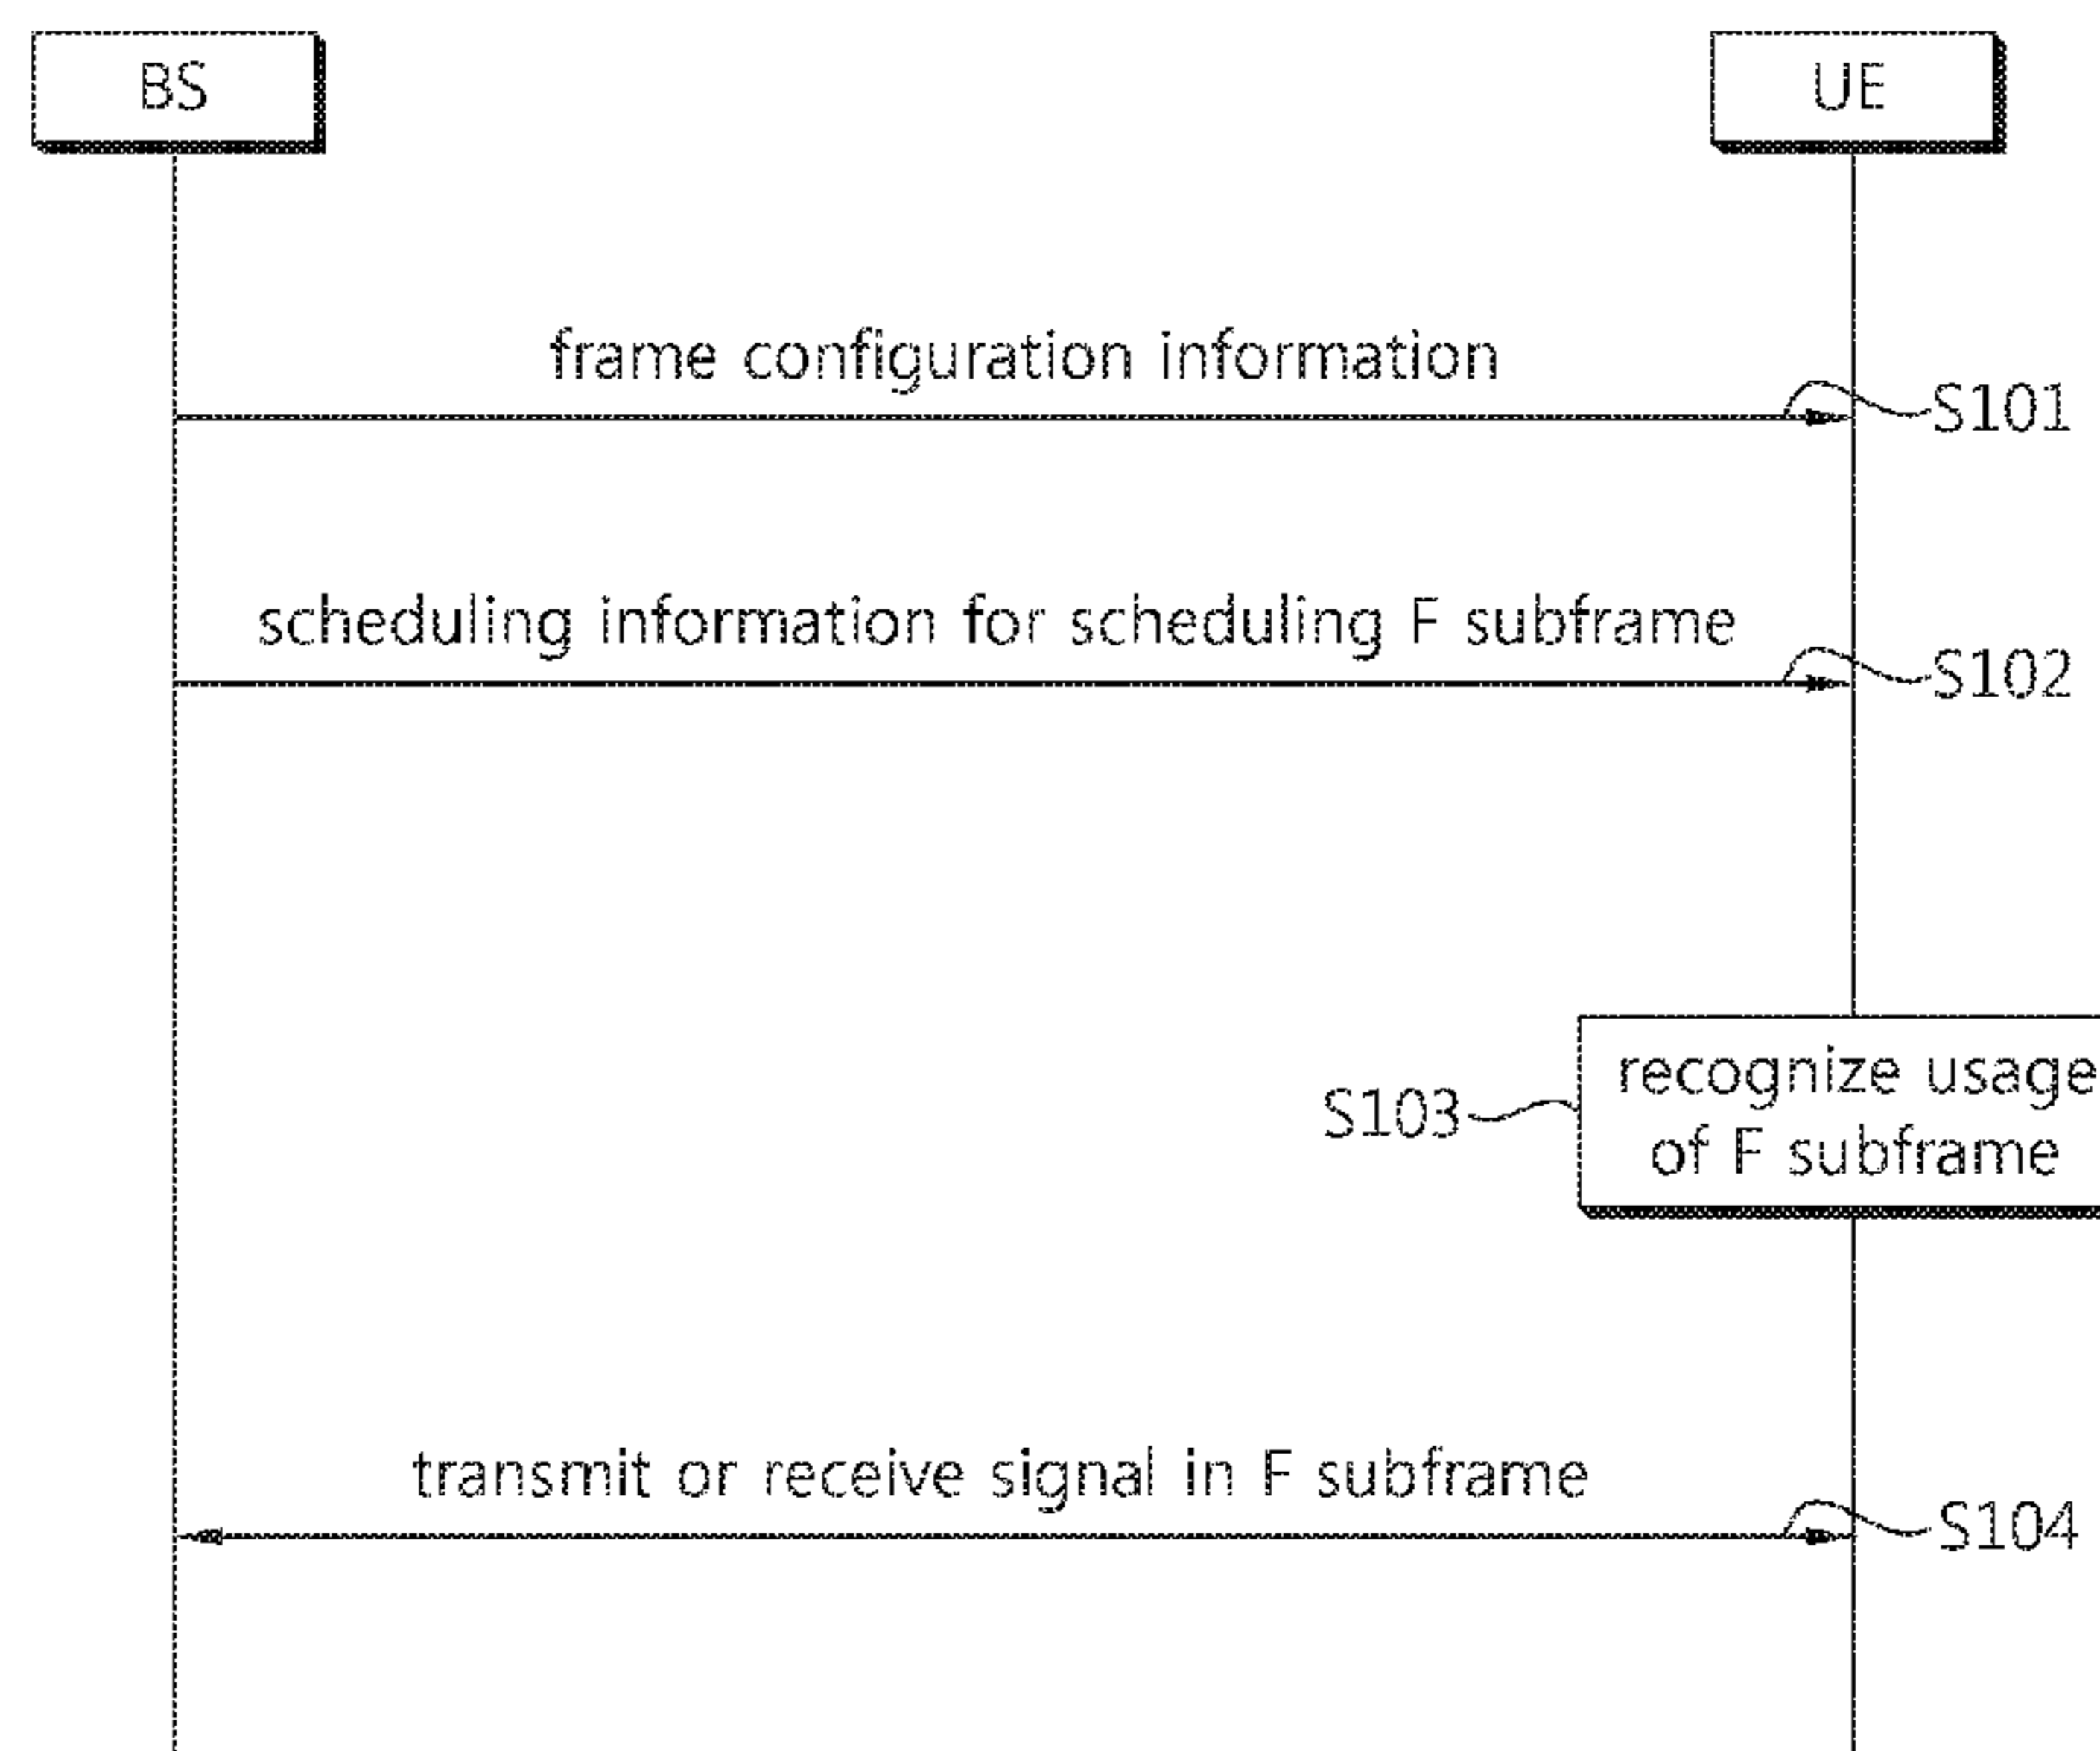 BS
UE
frame configuration information
S101
scheduling information for scheduling F subframe
S102
recognize usage
S103
of F subframe
transmit or receive signal in F subframe
S104